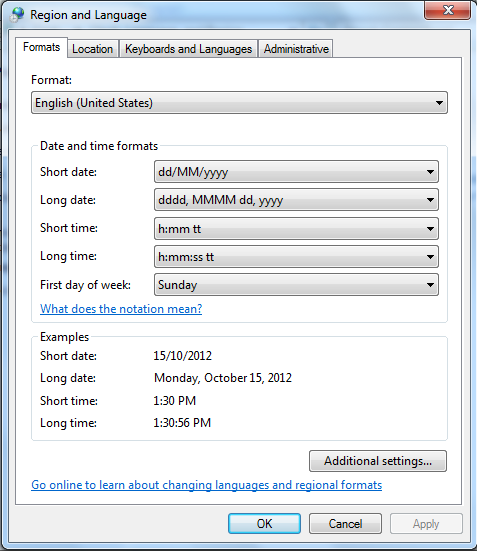 Region and Language
Formats Location Keyboards and Languages Administrative
Format:
English (United States)
Date and time formats
Short date: dd/MM/yyyy
Long date: dddd, MMMM dd, yyyy
Short time: h:mm tt
Long time: h:mm:ss tt
First day of week: Sunday
What does the notation mean?
Examples
Short date: 15/10/2012
Long date: Monday, October 15, 2012
Short time: 1:30 PM
Long time: 1:30:56 PM
Additional settings...
Go online to learn about changing languages and regional formats
OK Cancel Apply